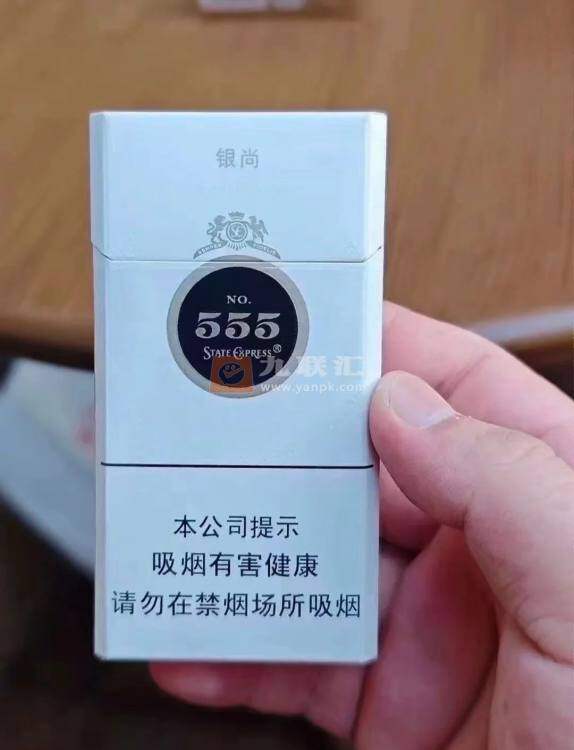 银尚
NO.
555
STATE EXPRESS®
九联汇
www.yanpk.com
本公司提示
吸烟有害健康
请勿在禁烟场所吸烟